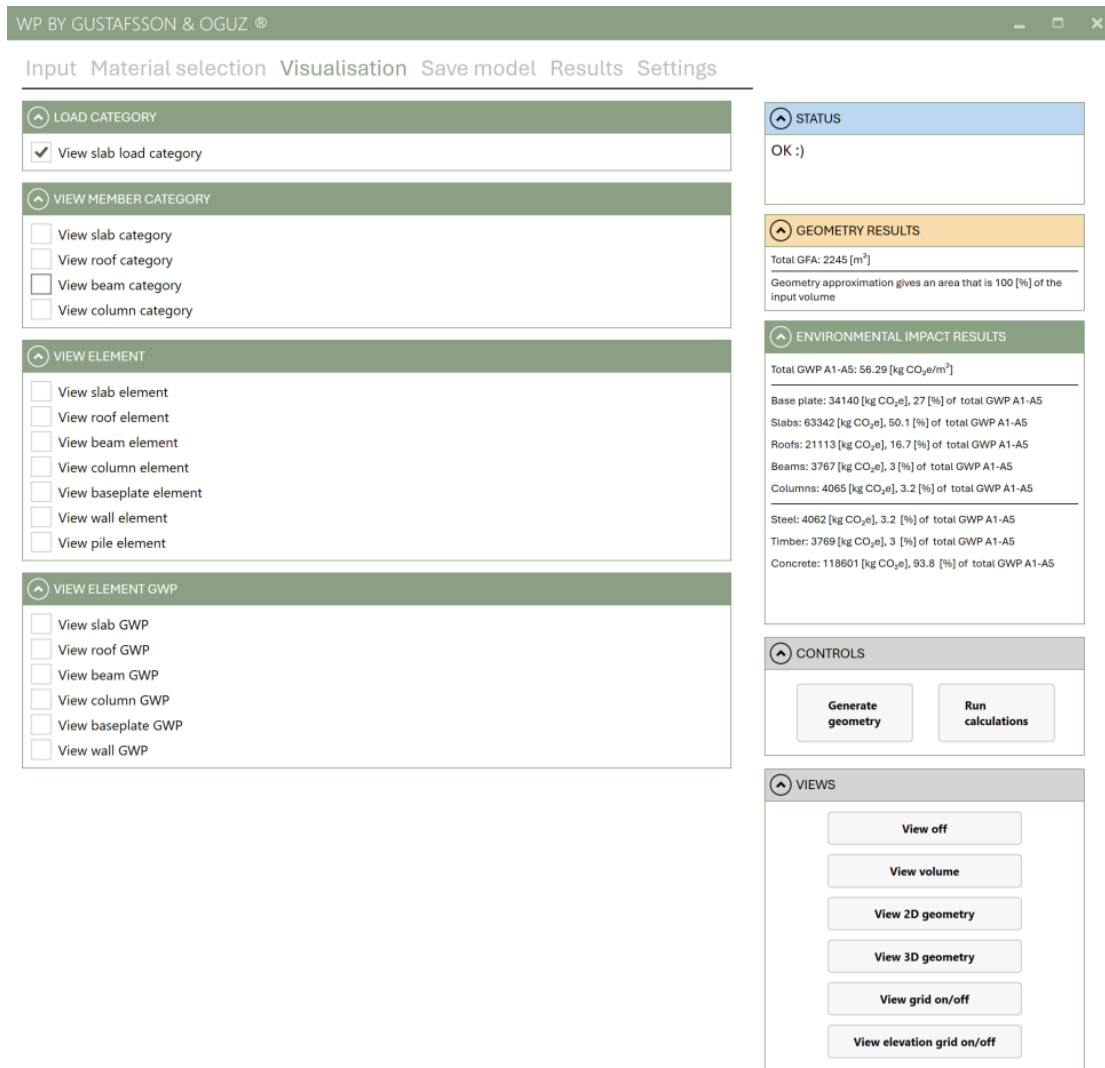 WP BY GUSTAFSSON & OGUZ ®
Input Material selection Visualisation Save model Results Settings
LOAD CATEGORY
View slab load category
VIEW MEMBER CATEGORY
View slab category
View roof category
View beam category
View column category
VIEW ELEMENT
View slab element
View roof element
View beam element
View column element
View baseplate element
View wall element
View pile element
VIEW ELEMENT GWP
View slab GWP
View roof GWP
View beam GWP
View column GWP
View baseplate GWP
View wall GWP
STATUS
OK :)
GEOMETRY RESULTS
Total GFA: 2245 [m²]
Geometry approximation gives an area that is 100 [%] of the
input volume
ENVIRONMENTAL IMPACT RESULTS
Total GWP A1-A5: 56.29 [kg CO₂e/m²]
Base plate: 34140 [kg CO₂e], 27 [%] of total GWP A1-A5
Slabs: 63342 [kg CO₂e], 50.1 [%] of total GWP A1-A5
Roofs: 21113 [kg CO₂e], 16.7 [%] of total GWP A1-A5
Beams: 3767 [kg CO₂e], 3 [%] of total GWP A1-A5
Columns: 4065 [kg CO₂e], 3.2 [%] of total GWP A1-A5
Steel: 4062 [kg CO₂e], 3.2 [%] of total GWP A1-A5
Timber: 3769 [kg CO₂e], 3 [%] of total GWP A1-A5
Concrete: 118601 [kg CO₂e], 93.8 [%] of total GWP A1-A5
CONTROLS
Generate geometry
Run calculations
VIEWS
View off
View volume
View 2D geometry
View 3D geometry
View grid on/off
View elevation grid on/off